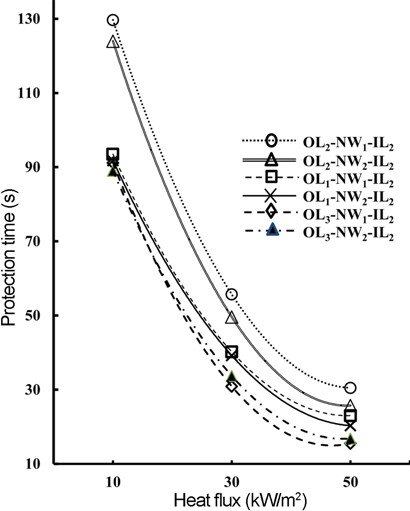 130
110
90
70
50
30
10
Protection time (s)
OL₂-NW₁-IL₂
OL₂-NW₂-IL₂
OL₁-NW₁-IL₂
OL₁-NW₂-IL₂
OL₃-NW₁-IL₂
OL₃-NW₂-IL₂
10 30 50
Heat flux (kW/m²)